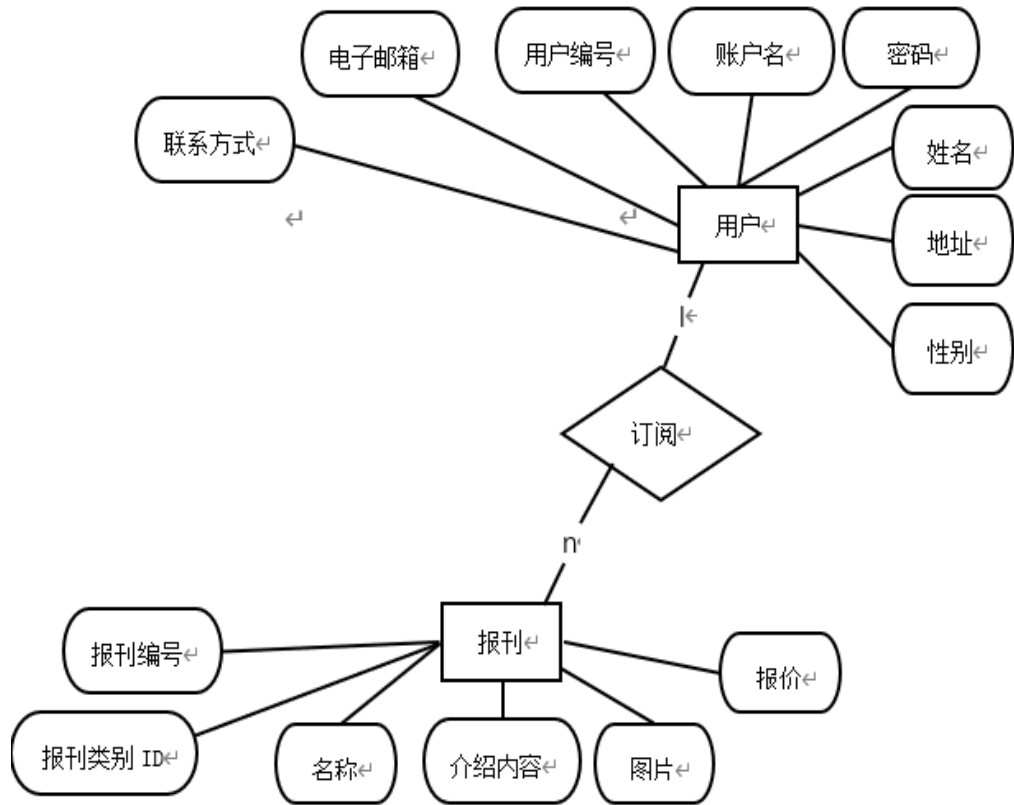 电子邮箱
用户编号
账户名
密码
联系方式
姓名
用户
地址
性别
订阅
n
报刊
报刊编号
报价
报刊类别 ID
名称
介绍内容
图片